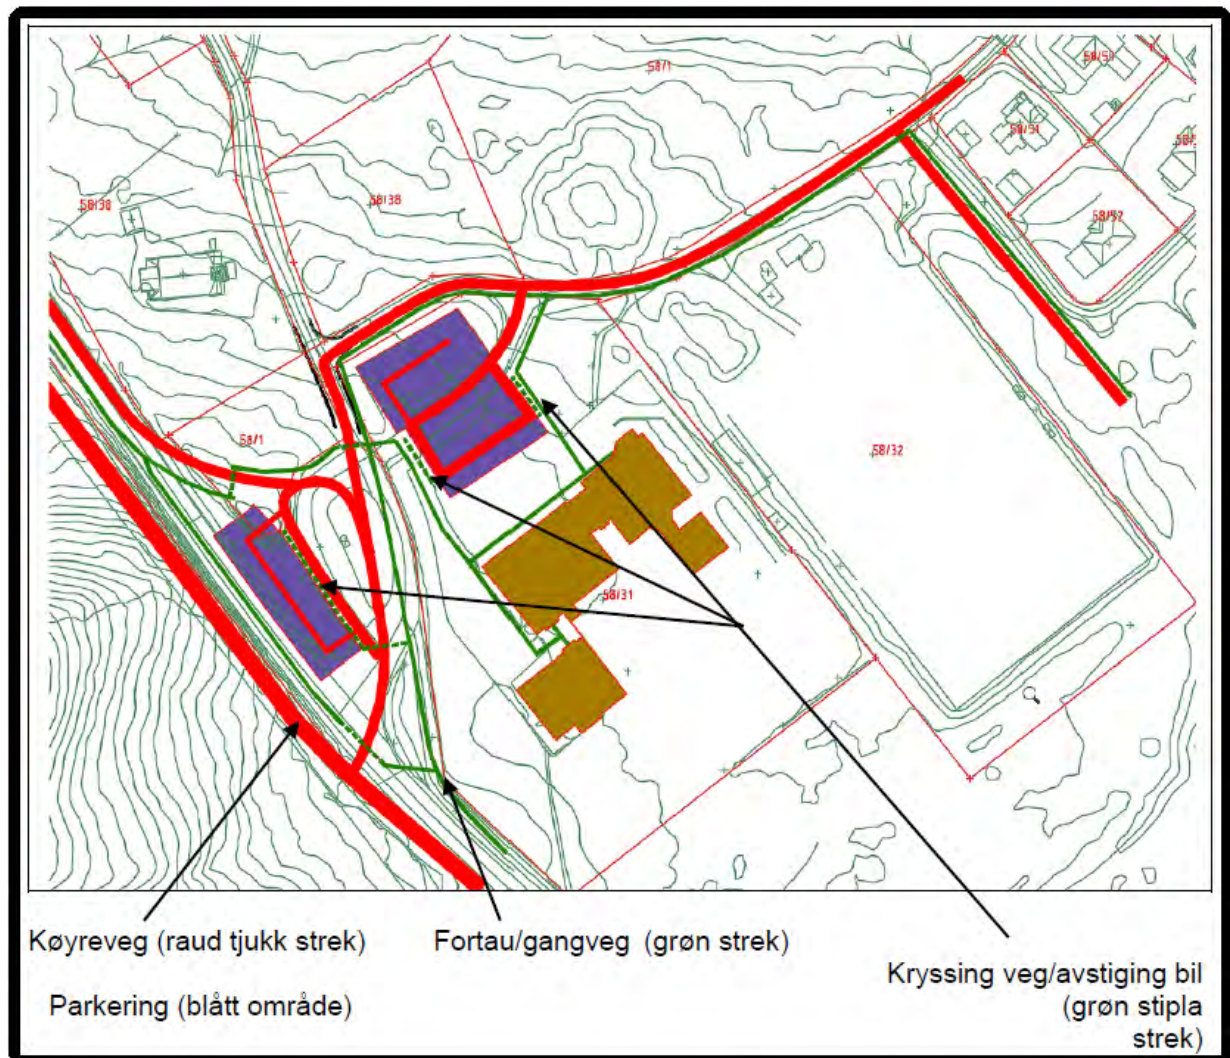 58/1
58/51
58/51
58/38
58/38
58/52
58/1
58/32
58/31
Køyreveg (raud tjukk strek)
Fortau/gangveg (grøn strek)
Parkering (blått område)
Kryssing veg/avstiging bil
(grøn stipla
strek)